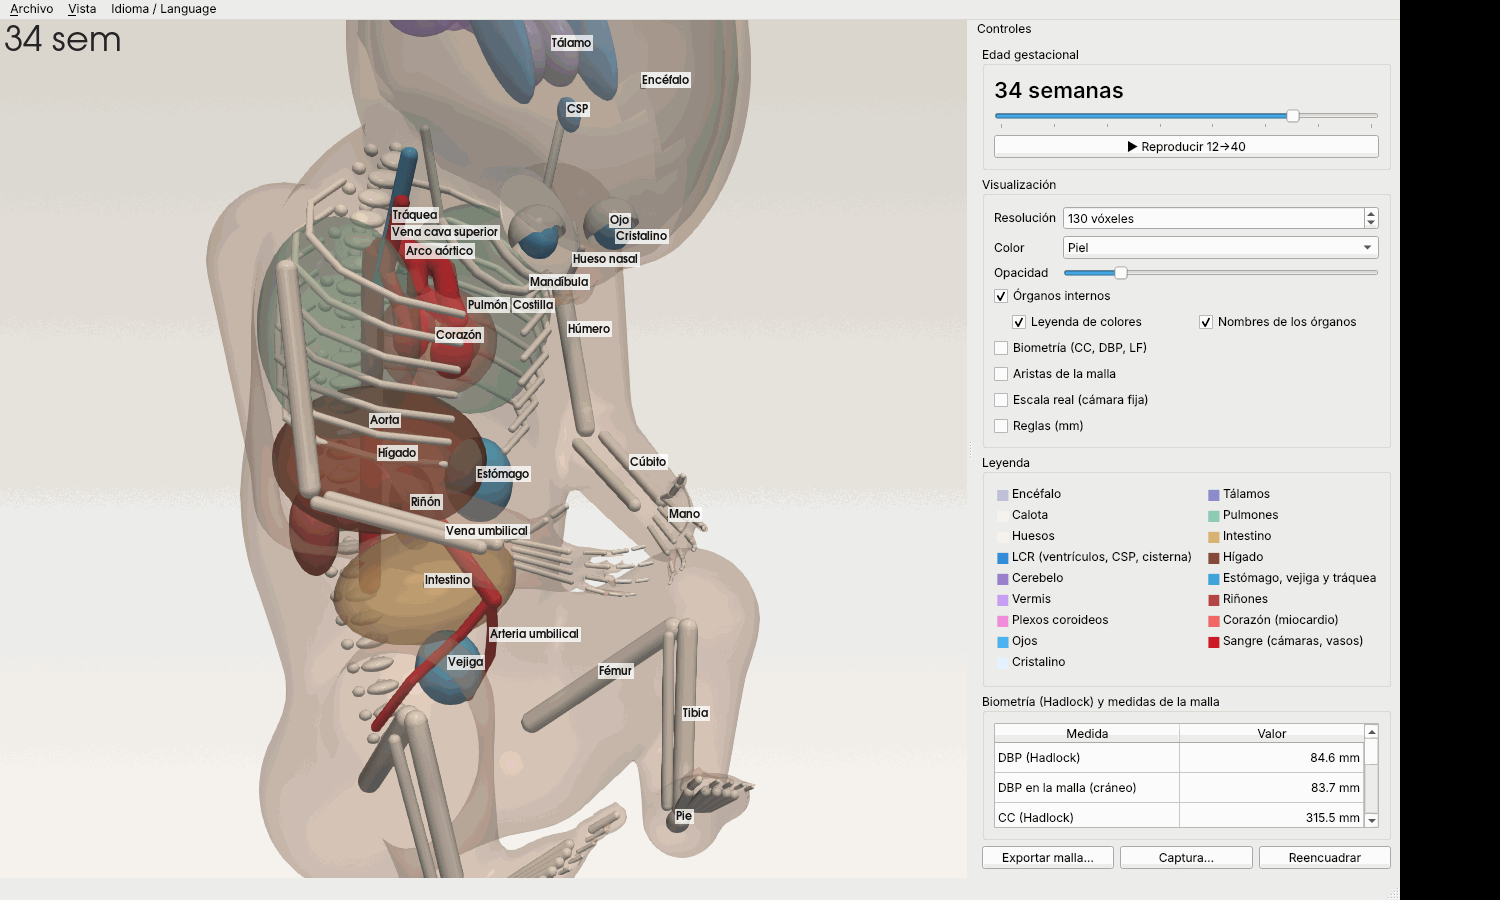 Archivo Vista Idioma / Language
34 sem
Tálamo
Encéfalo
CSP
Tráquea
Ojo
Vena cava superior
Cristalino
Arco aórtico
Hueso nasal
Mandíbula
Pulmón
Costilla
Húmero
Corazón
Aorta
Hígado
Cúbito
Estómago
Riñón
Mano
Vena umbilical
Intestino
Arteria umbilical
Vejiga
Fémur
Tibia
Pie
Controles
Edad gestacional
34 semanas
Reproducir 12→40
Visualización
Resolución 130 vóxeles
Color Piel
Opacidad
Órganos internos
Leyenda de colores Nombres de los órganos
Biometría (CC, DBP, LF)
Aristas de la malla
Escala real (cámara fija)
Reglas (mm)
Leyenda
Encéfalo Tálamos
Calota Pulmones
Huesos Intestino
LCR (ventrículos, CSP, cisterna) Hígado
Cerebelo Estómago, vejiga y tráquea
Vermis Riñones
Plexos coroideos Corazón (miocardio)
Ojos Sangre (cámaras, vasos)
Cristalino
Biometría (Hadlock) y medidas de la malla
Medida Valor
DBP (Hadlock) 84.6 mm
DBP en la malla (cráneo) 83.7 mm
CC (Hadlock) 315.5 mm
Exportar malla... Captura... Reencuadrar